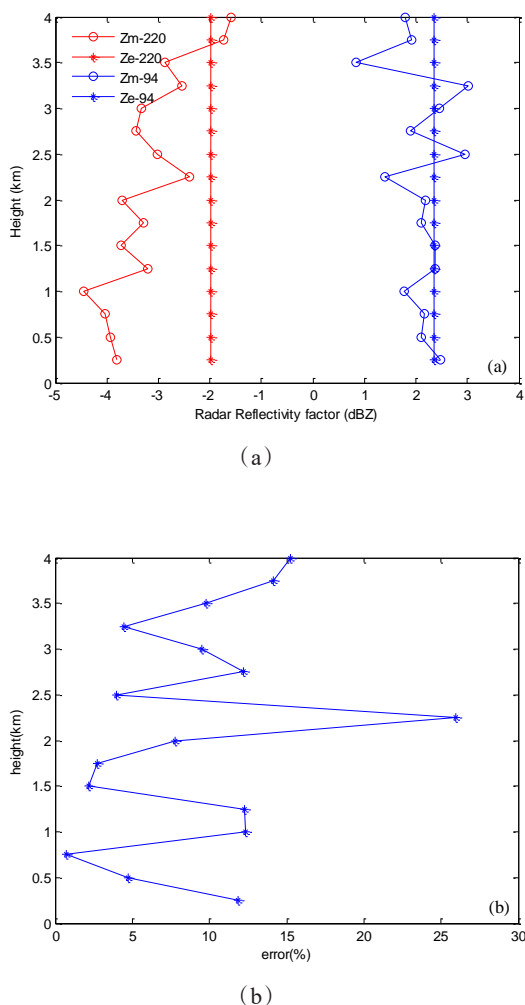 4
3.5
3
2.5
2
1.5
1
0.5
0
Height (km)
Zm-220
Ze-220
Zm-94
Ze-94
(a)
-5 -4 -3 -2 -1 0 1 2 3 4
Radar Reflectivity factor (dBZ)
(a)
4
3.5
3
2.5
2
1.5
1
0.5
0
height(km)
(b)
0 5 10 15 20 25 30
error(%)
(b)